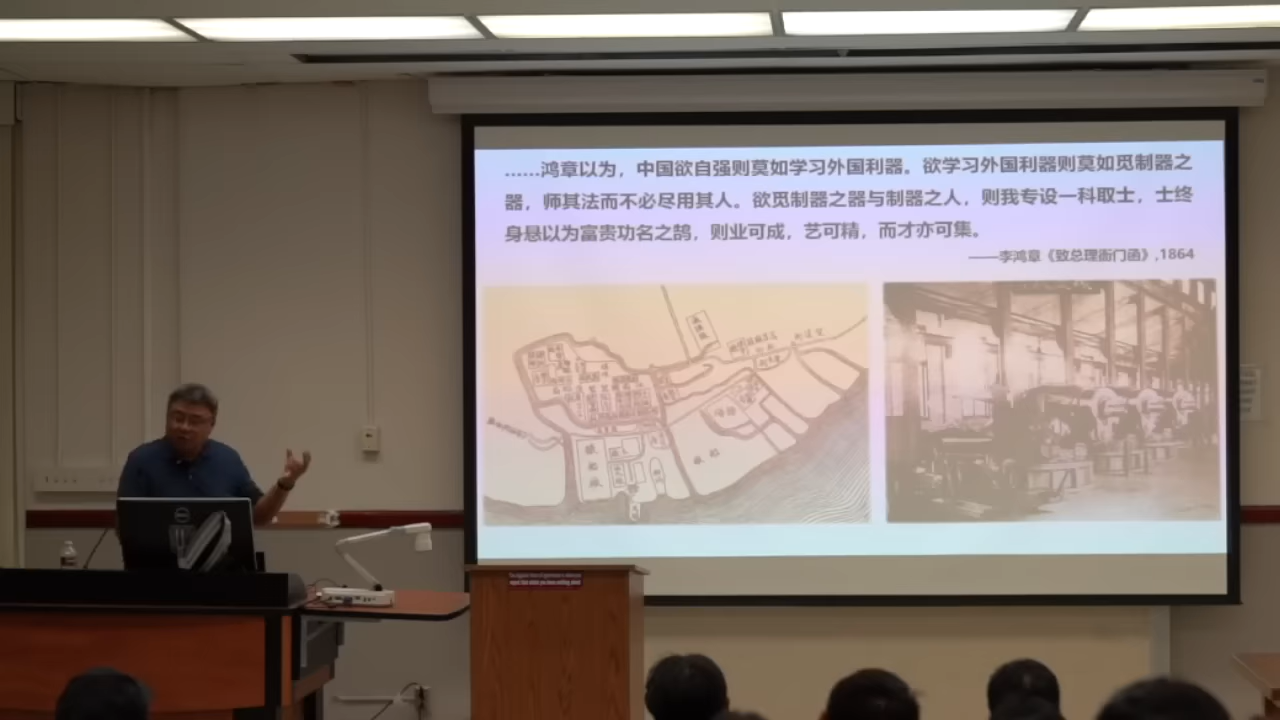 ……鸿章以为，中国欲自强则莫如学习外国利器。欲学习外国利器则莫如觅制器之
器，师其法而不必尽用其人。欲觅制器之器与制器之人，则我专设一科取士，士终
身悬以为富贵功名之鹄，则业可成，艺可精，而才亦可集。
——李鸿章《致总理衙门函》,1864
DELL